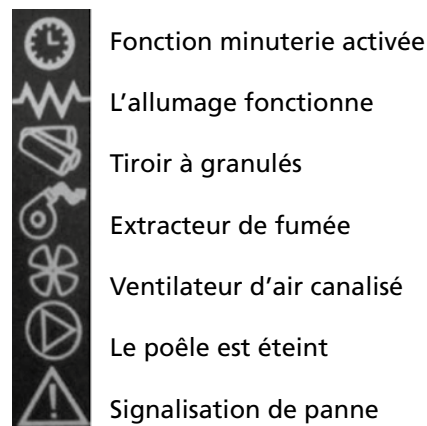 Fonction minuterie activée
L'allumage fonctionne
Tiroir à granulés
Extracteur de fumée
Ventilateur d'air canalisé
Le poêle est éteint
Signalisation de panne